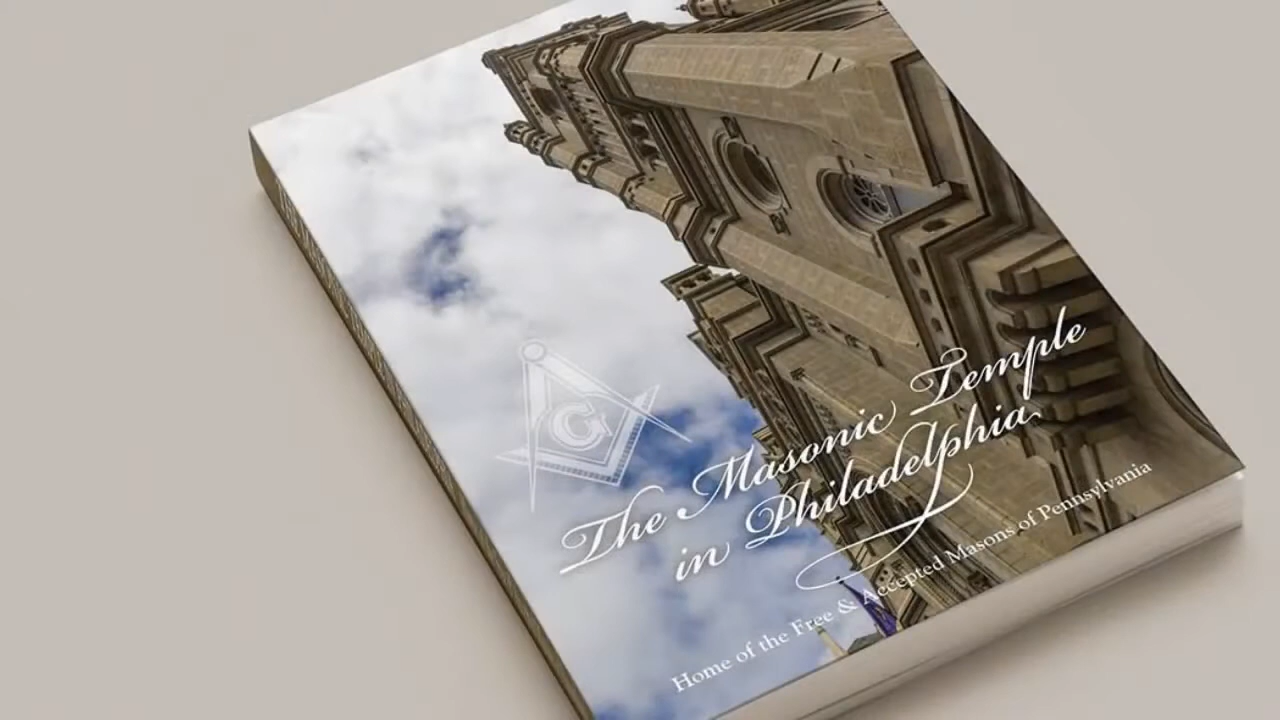 G
The Masonic Temple
in Philadelphia
Home of the Free & Accepted Masons of Pennsylvania